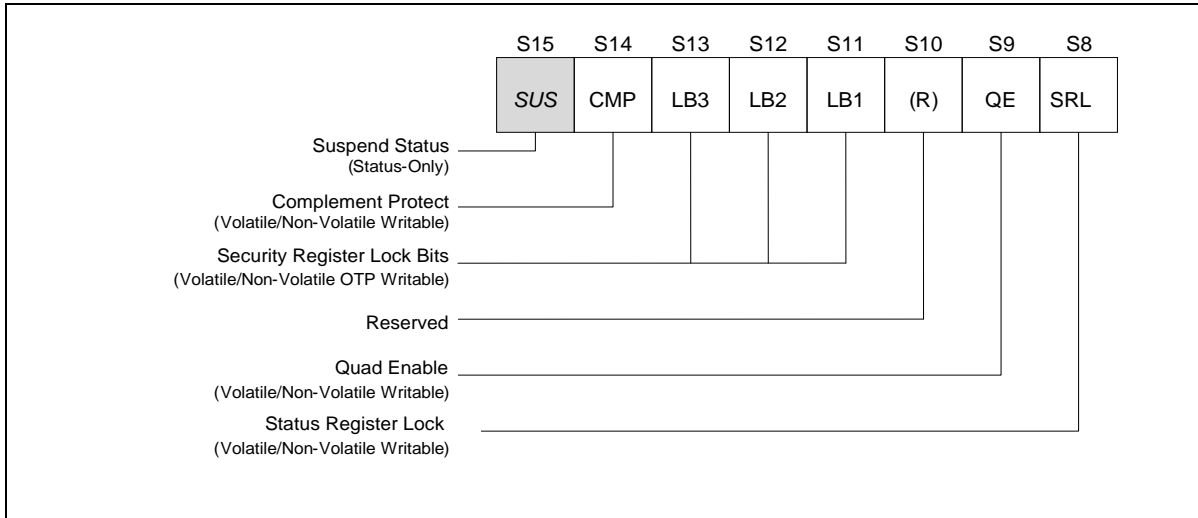 S15 S14 S13 S12 S11 S10 S9 S8
SUS CMP LB3 LB2 LB1 (R) QE SRL
Suspend Status
(Status-Only)
Complement Protect
(Volatile/Non-Volatile Writable)
Security Register Lock Bits
(Volatile/Non-Volatile OTP Writable)
Reserved
Quad Enable
(Volatile/Non-Volatile Writable)
Status Register Lock
(Volatile/Non-Volatile Writable)